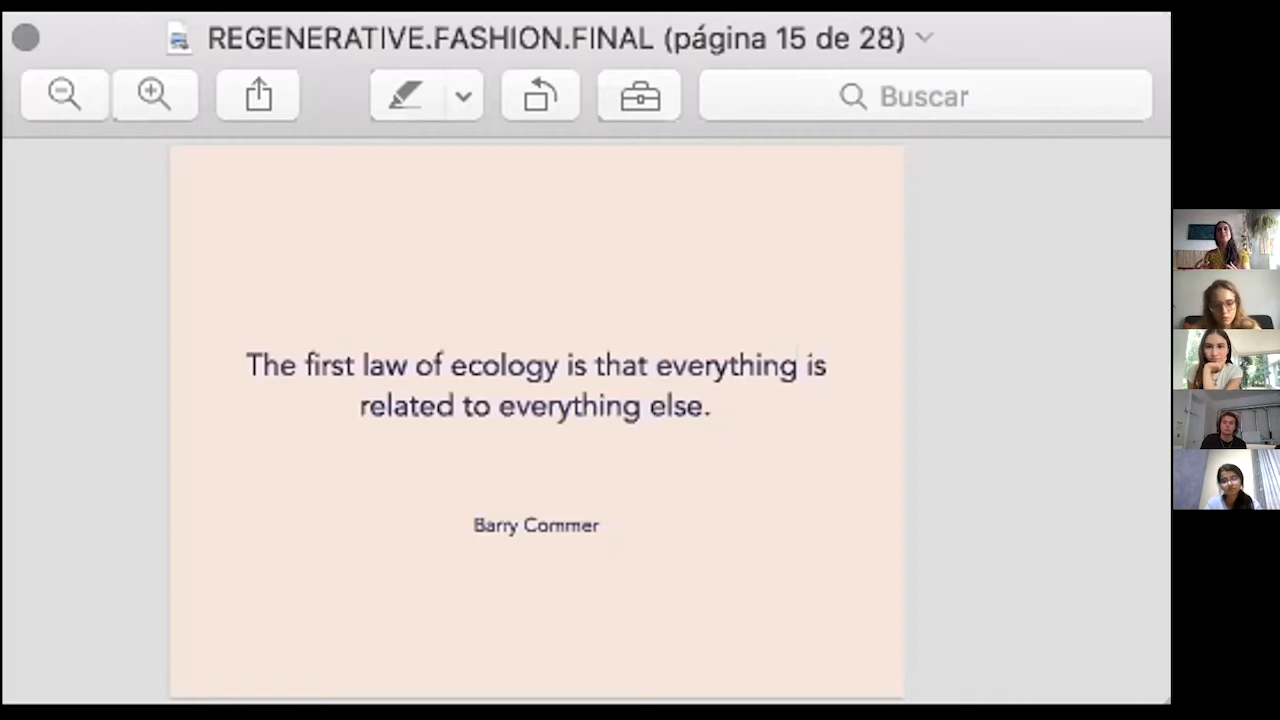 REGENERATIVE.FASHION.FINAL (página 15 de 28)
Buscar
The first law of ecology is that everything is
related to everything else.
Barry Commer